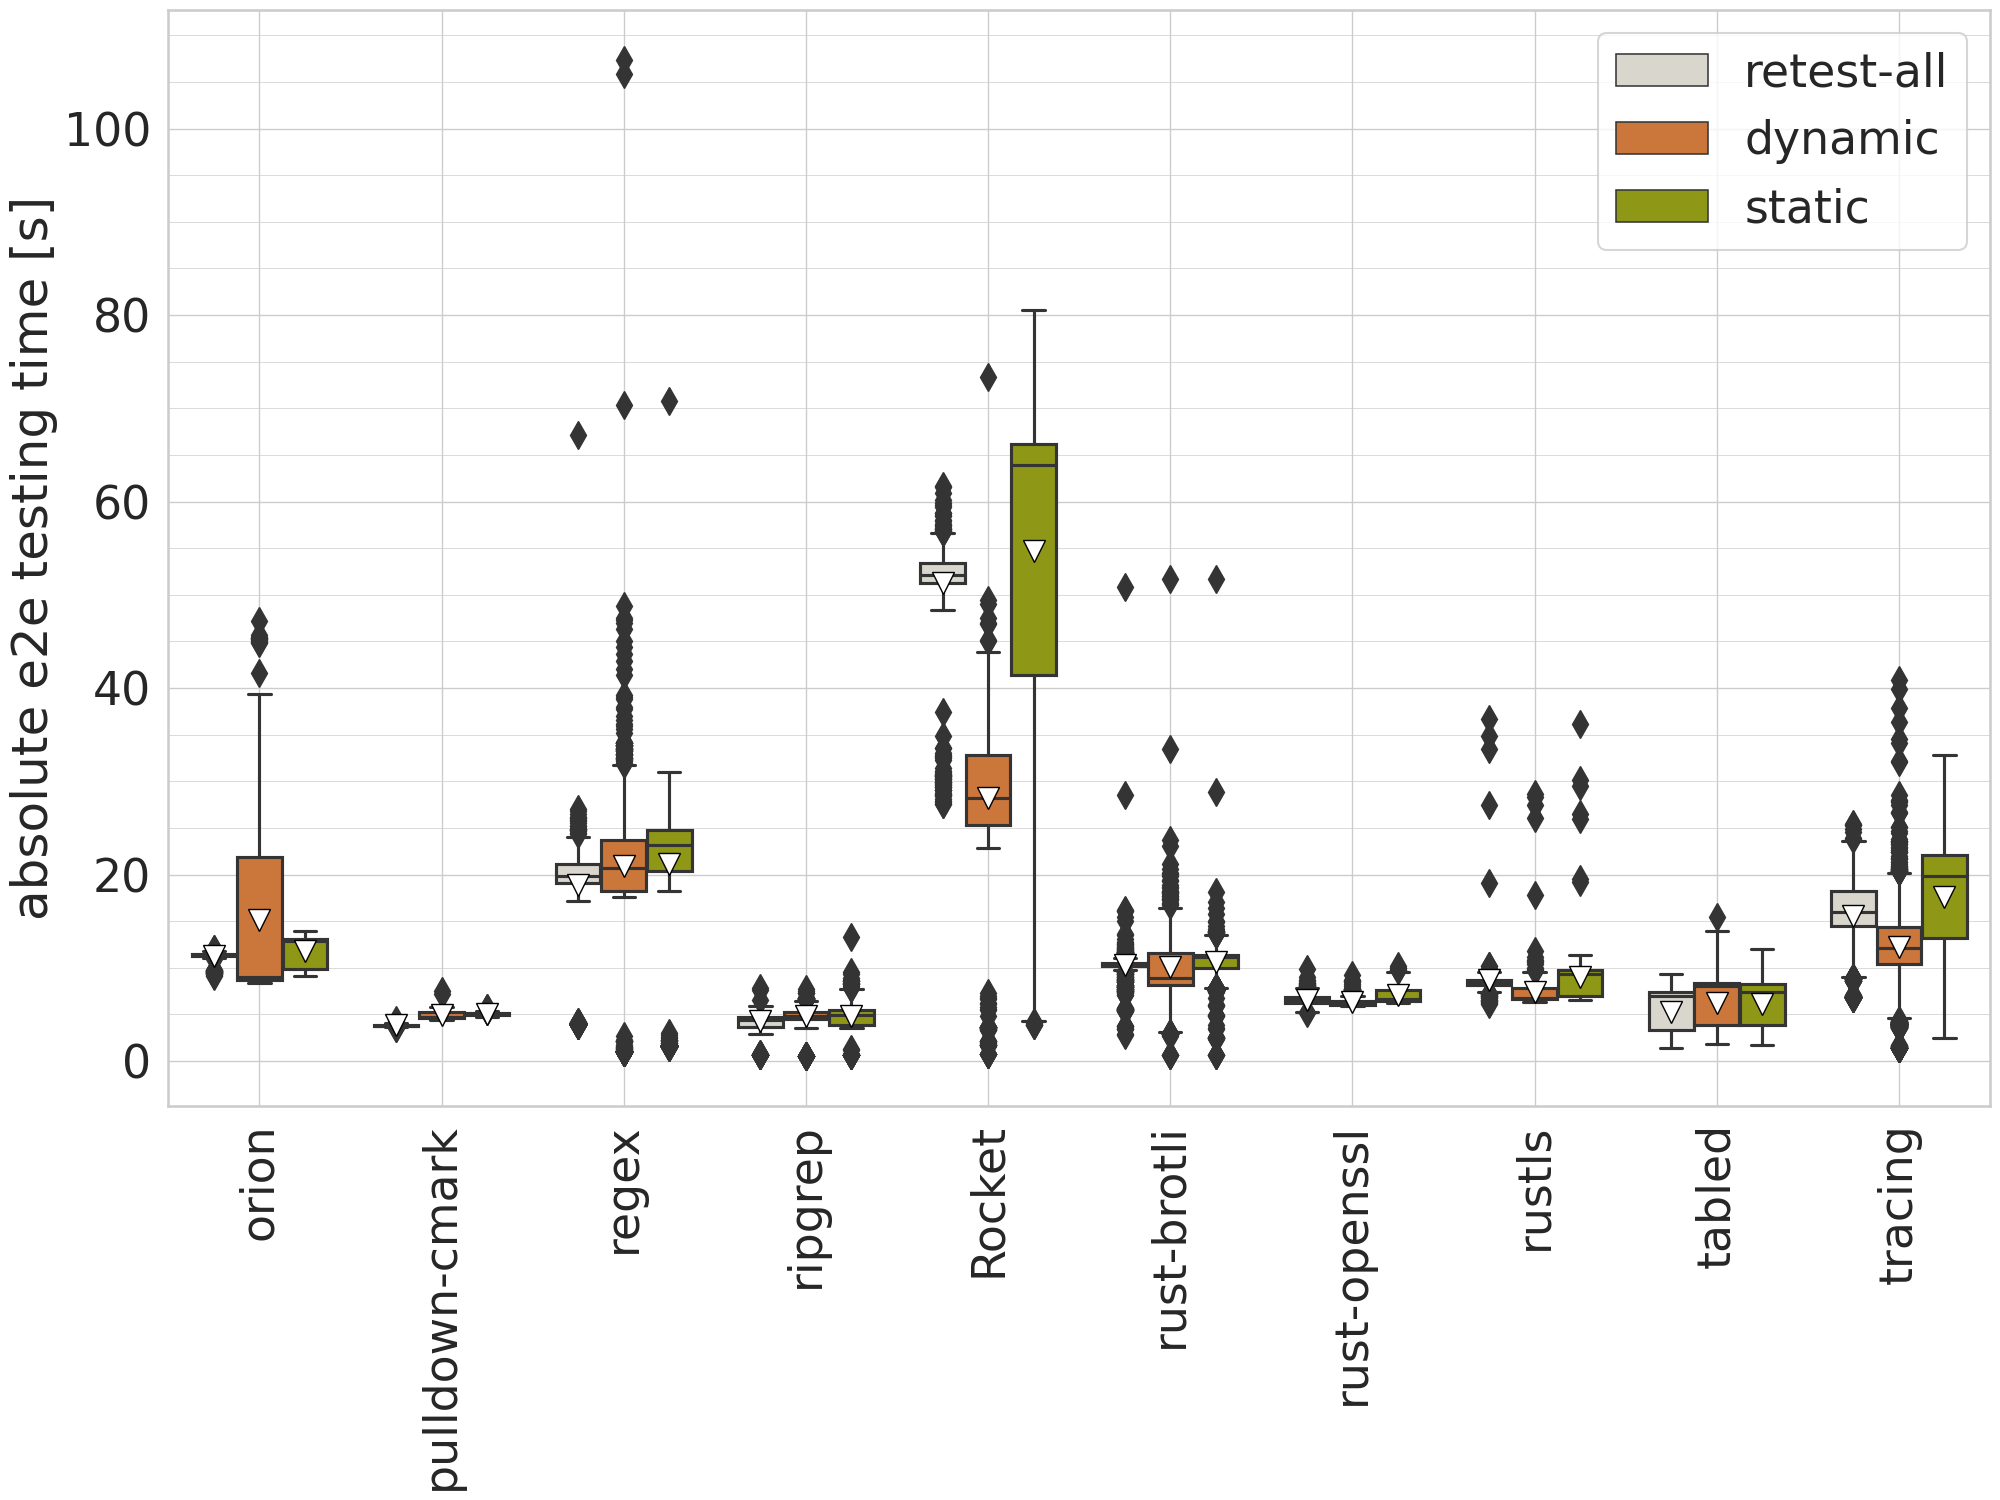 absolute e2e testing time [s]
100
80
60
40
20
0
retest-all
dynamic
static
orion
pulldown-cmark
regex
ripgrep
Rocket
rust-brotli
rust-openssl
rustls
tabled
tracing